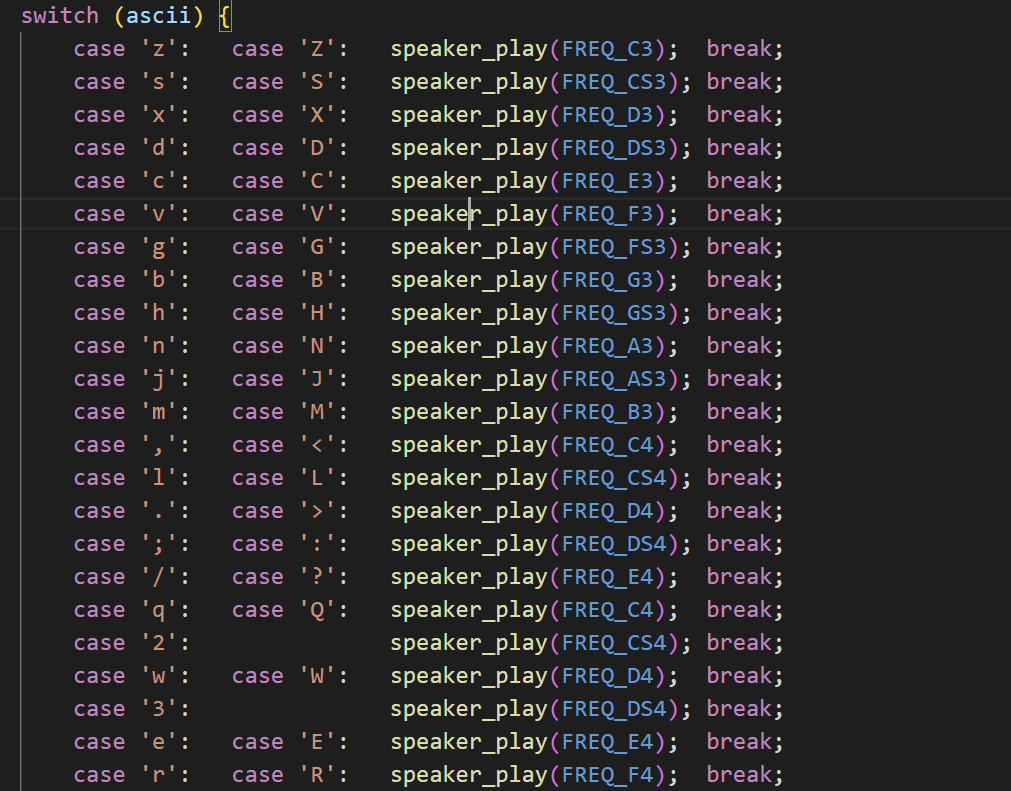 switch (ascii) {
    case 'z':   case 'Z':   speaker_play(FREQ_C3);  break;
    case 's':   case 'S':   speaker_play(FREQ_CS3); break;
    case 'x':   case 'X':   speaker_play(FREQ_D3);  break;
    case 'd':   case 'D':   speaker_play(FREQ_DS3); break;
    case 'c':   case 'C':   speaker_play(FREQ_E3);  break;
    case 'v':   case 'V':   speaker_play(FREQ_F3);  break;
    case 'g':   case 'G':   speaker_play(FREQ_FS3); break;
    case 'b':   case 'B':   speaker_play(FREQ_G3);  break;
    case 'h':   case 'H':   speaker_play(FREQ_GS3); break;
    case 'n':   case 'N':   speaker_play(FREQ_A3);  break;
    case 'j':   case 'J':   speaker_play(FREQ_AS3); break;
    case 'm':   case 'M':   speaker_play(FREQ_B3);  break;
    case ',':   case '<':   speaker_play(FREQ_C4);  break;
    case 'l':   case 'L':   speaker_play(FREQ_CS4); break;
    case '.':   case '>':   speaker_play(FREQ_D4);  break;
    case ';':   case ':':   speaker_play(FREQ_DS4); break;
    case '/':   case '?':   speaker_play(FREQ_E4);  break;
    case 'q':   case 'Q':   speaker_play(FREQ_C4);  break;
    case '2':               speaker_play(FREQ_CS4); break;
    case 'w':   case 'W':   speaker_play(FREQ_D4);  break;
    case '3':               speaker_play(FREQ_DS4); break;
    case 'e':   case 'E':   speaker_play(FREQ_E4);  break;
    case 'r':   case 'R':   speaker_play(FREQ_F4);  break;